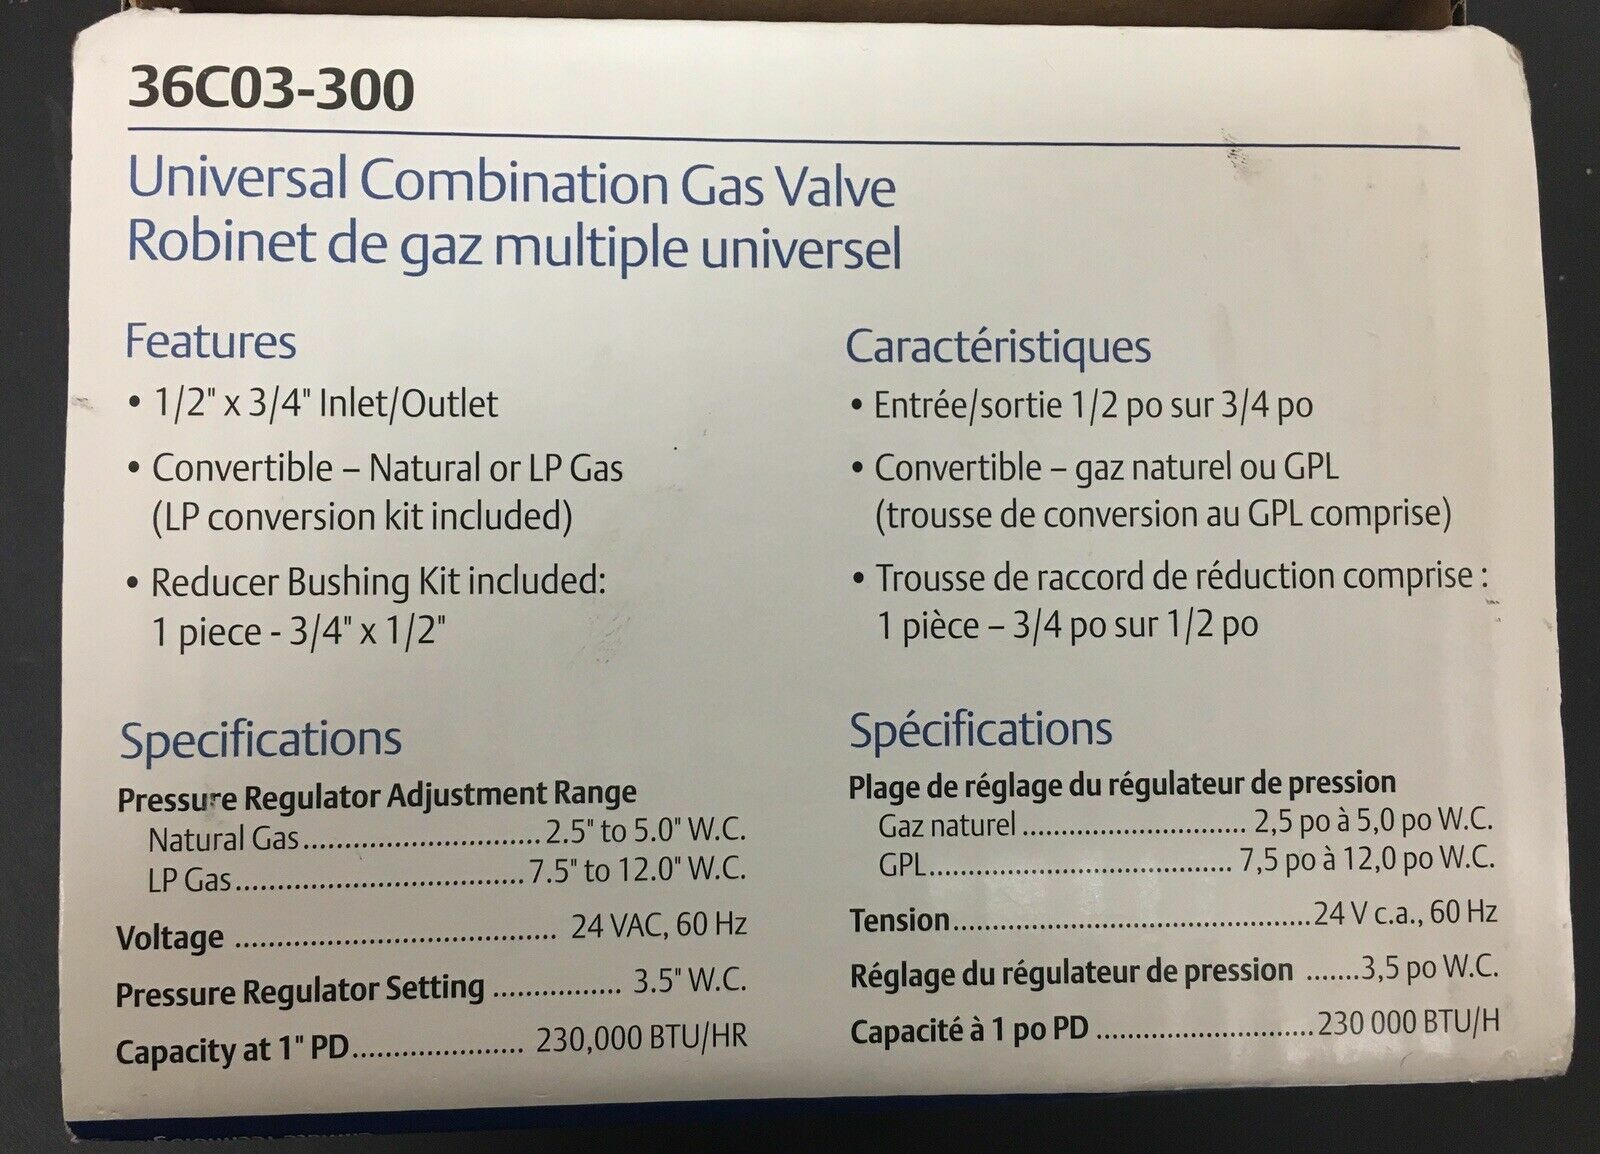 36C03-300
Universal Combination Gas Valve
Robinet de gaz multiple universel
Features
• 1/2" x 3/4" Inlet/Outlet
• Convertible – Natural or LP Gas
(LP conversion kit included)
• Reducer Bushing Kit included:
1 piece - 3/4" x 1/2"
Specifications
Pressure Regulator Adjustment Range
Natural Gas............................. 2.5" to 5.0" W.C.
LP Gas................................... 7.5" to 12.0" W.C.
Voltage ....................................... 24 VAC, 60 Hz
Pressure Regulator Setting ................ 3.5" W.C.
Capacity at 1" PD..................... 230,000 BTU/HR
Caractéristiques
• Entrée/sortie 1/2 po sur 3/4 po
• Convertible – gaz naturel ou GPL
(trousse de conversion au GPL comprise)
• Trousse de raccord de réduction comprise :
1 pièce – 3/4 po sur 1/2 po
Spécifications
Plage de réglage du régulateur de pression
Gaz naturel ............................. 2,5 po à 5,0 po W.C.
GPL....................................... 7,5 po à 12,0 po W.C.
Tension..............................................24 V c.a., 60 Hz
Réglage du régulateur de pression .......3,5 po W.C.
Capacité à 1 po PD ............................230 000 BTU/H